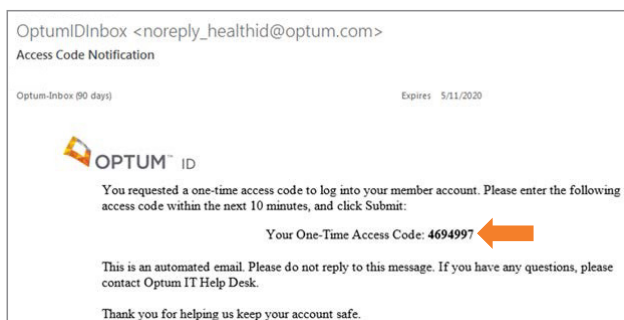 OptumIDInbox <noreply_healthid@optum.com>
Access Code Notification
Optum-Inbox (90 days) Expires 5/11/2020
OPTUM™ ID
You requested a one-time access code to log into your member account. Please enter the following
access code within the next 10 minutes, and click Submit:
Your One-Time Access Code: 4694997
This is an automated email. Please do not reply to this message. If you have any questions, please
contact Optum IT Help Desk.
Thank you for helping us keep your account safe.